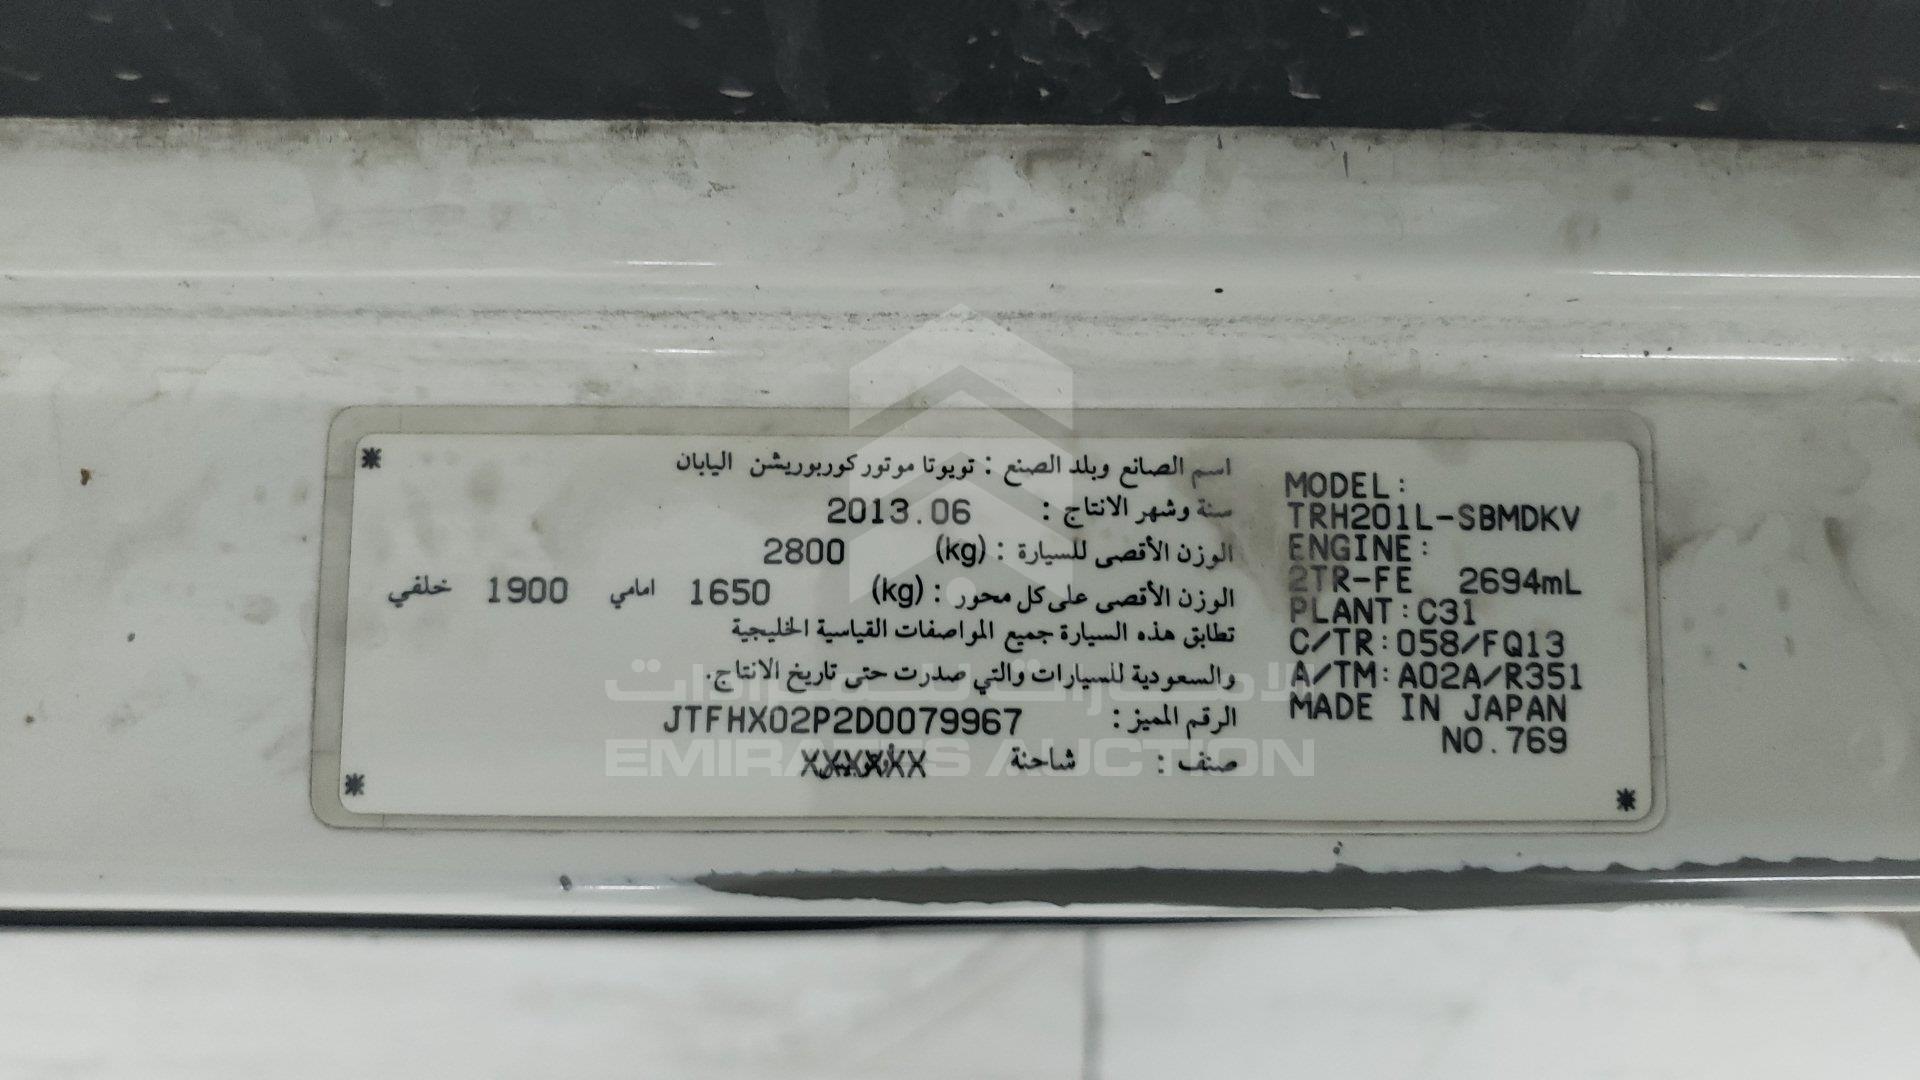 اسم الصانع وبلد الصنع : تويوتا موتور كوربوريشن اليابان
سنة وشهر الانتاج : 2013.06
الوزن الأقصى للسيارة : (kg) 2800
الوزن الأقصى على كل محور : (kg) 1650 امامي 1900 خلفي
تطابق هذه السيارة جميع المواصفات القياسية الخليجية
والسعودية للسيارات والتي صدرت حتى تاريخ الانتاج.
الرقم المميز : JTFHX02P2D0079967
صنف : شاحنة XXXXXX
MODEL:
TRH201L-SBMDKV
ENGINE:
2TR-FE 2694mL
PLANT:C31
C/TR:058/FQ13
A/TM:A02A/R351
MADE IN JAPAN
NO.769
الامارات للمزادات
EMIRATES AUCTION